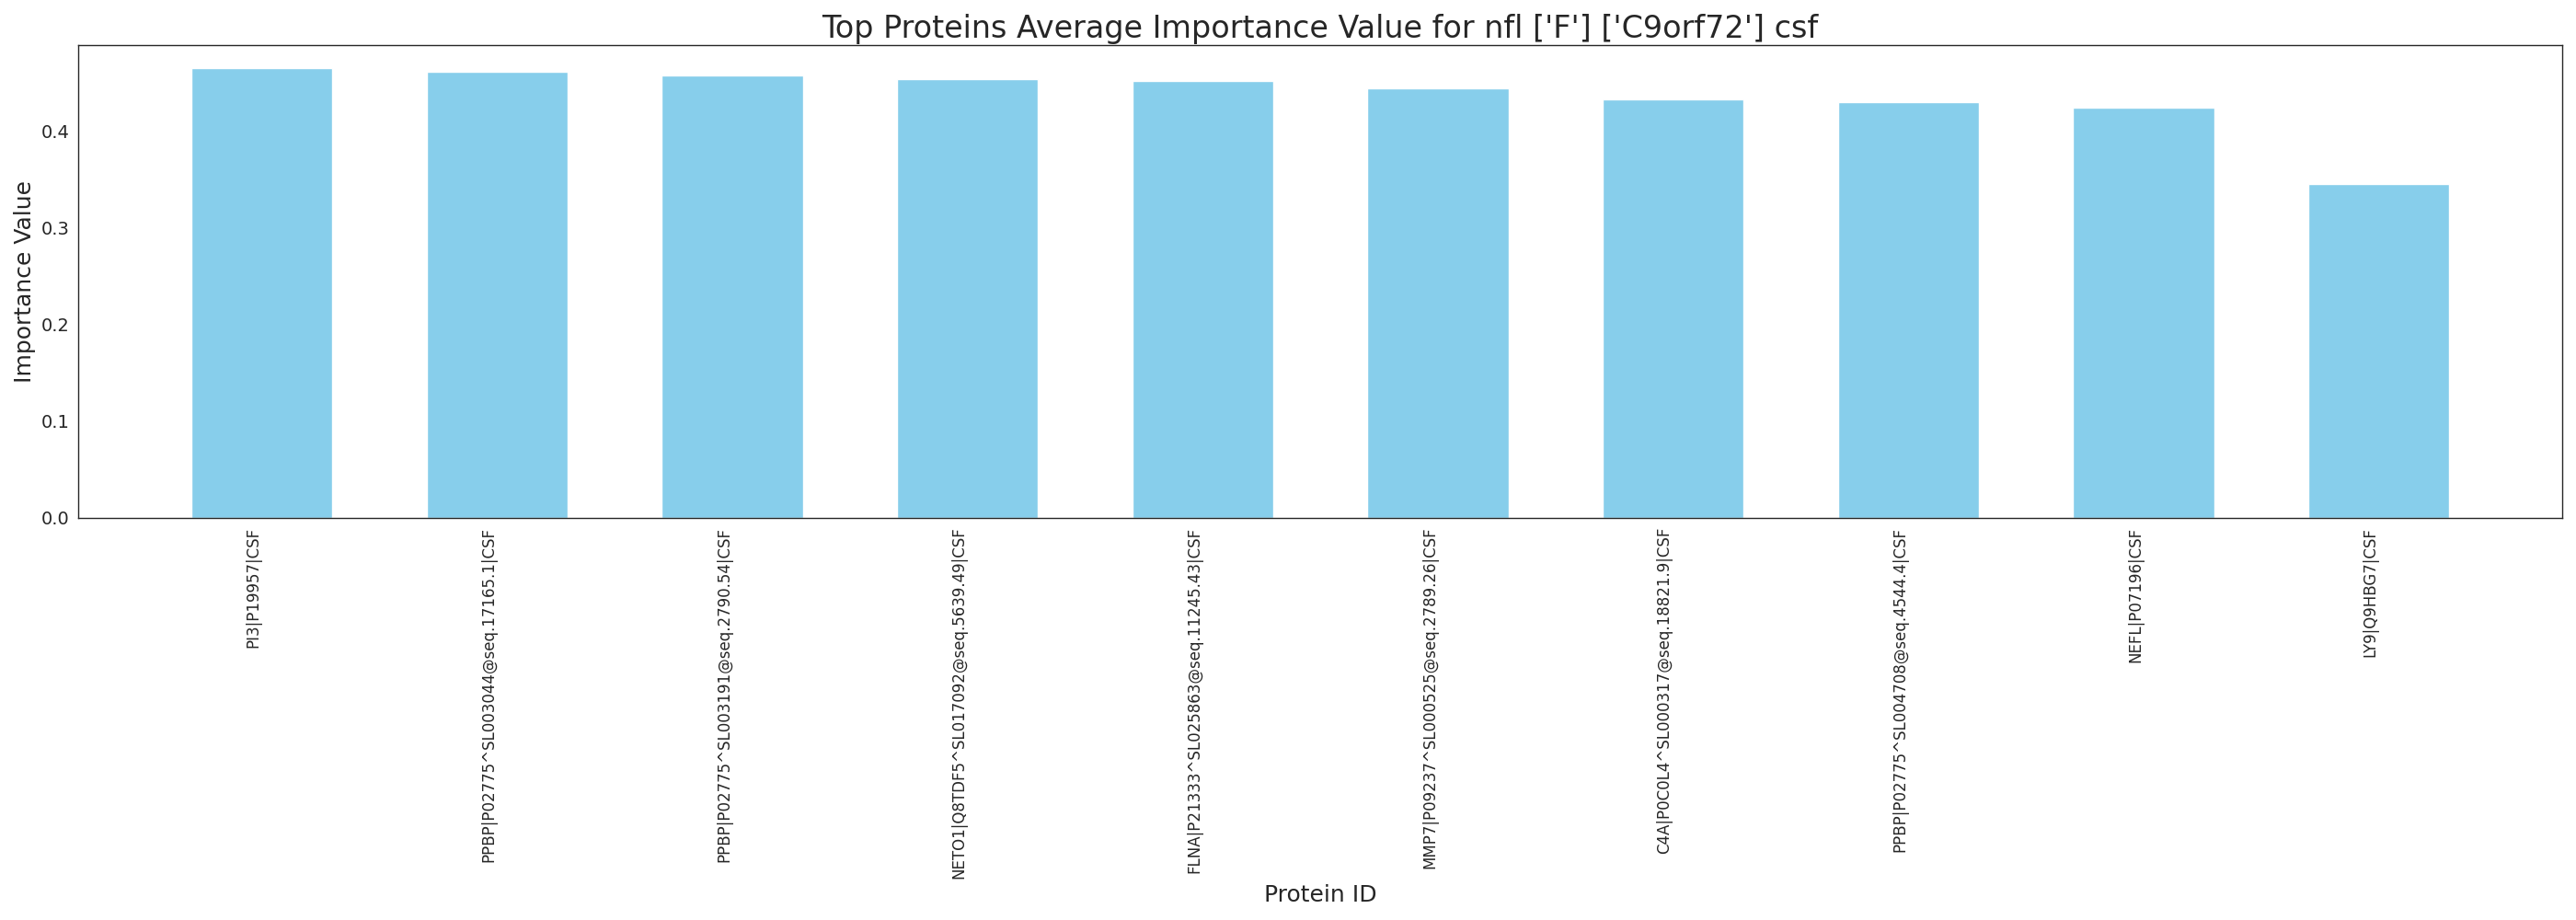 Top Proteins Average Importance Value for nfl ['F'] ['C9orf72'] csf
Importance Value
0.4
0.3
0.2
0.1
0.0
PI3|P19957|CSF
PPBP|P02775^SL003044@seq.17165.1|CSF
PPBP|P02775^SL003191@seq.2790.54|CSF
NETO1|Q8TDF5^SL017092@seq.5639.49|CSF
FLNA|P21333^SL025863@seq.11245.43|CSF
MMP7|P09237^SL000525@seq.2789.26|CSF
C4A|P0C0L4^SL000317@seq.18821.9|CSF
PPBP|P02775^SL004708@seq.4544.4|CSF
NEFL|P07196|CSF
LY9|Q9HBG7|CSF
Protein ID